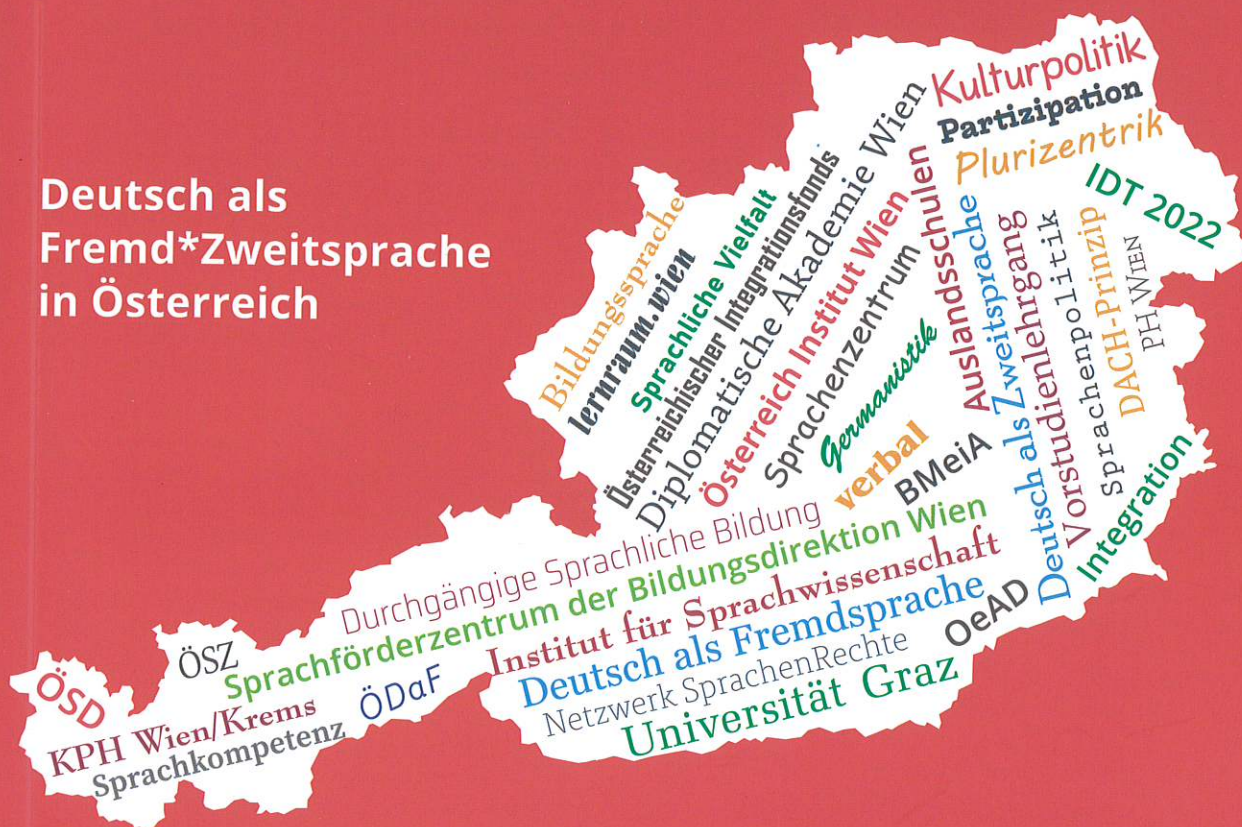 Deutsch als
Fremd*Zweitsprache
in Österreich
Kulturpolitik
Partizipation
Plurizentrik
IDT 2022
Bildungssprache
lernraum.wien
Sprachliche Vielfalt
Österreichischer Integrationsfonds
Diplomatische Akademie Wien
Österreich Institut Wien
Sprachenzentrum
Germanistik
verbal
BMeiA
Auslandsschulen
Deutsch als Zweitsprache
Vorstudienlehrgang
Sprachenpolitik
DACH-Prinzip
PH WIEN
Integration
Durchgängige Sprachliche Bildung
Sprachförderzentrum der Bildungsdirektion Wien
Institut für Sprachwissenschaft
Deutsch als Fremdsprache
Netzwerk SprachenRechte
Universität Graz
OeAD
ÖSZ
ÖSD
ÖDaF
KPH Wien/Krems
Sprachkompetenz